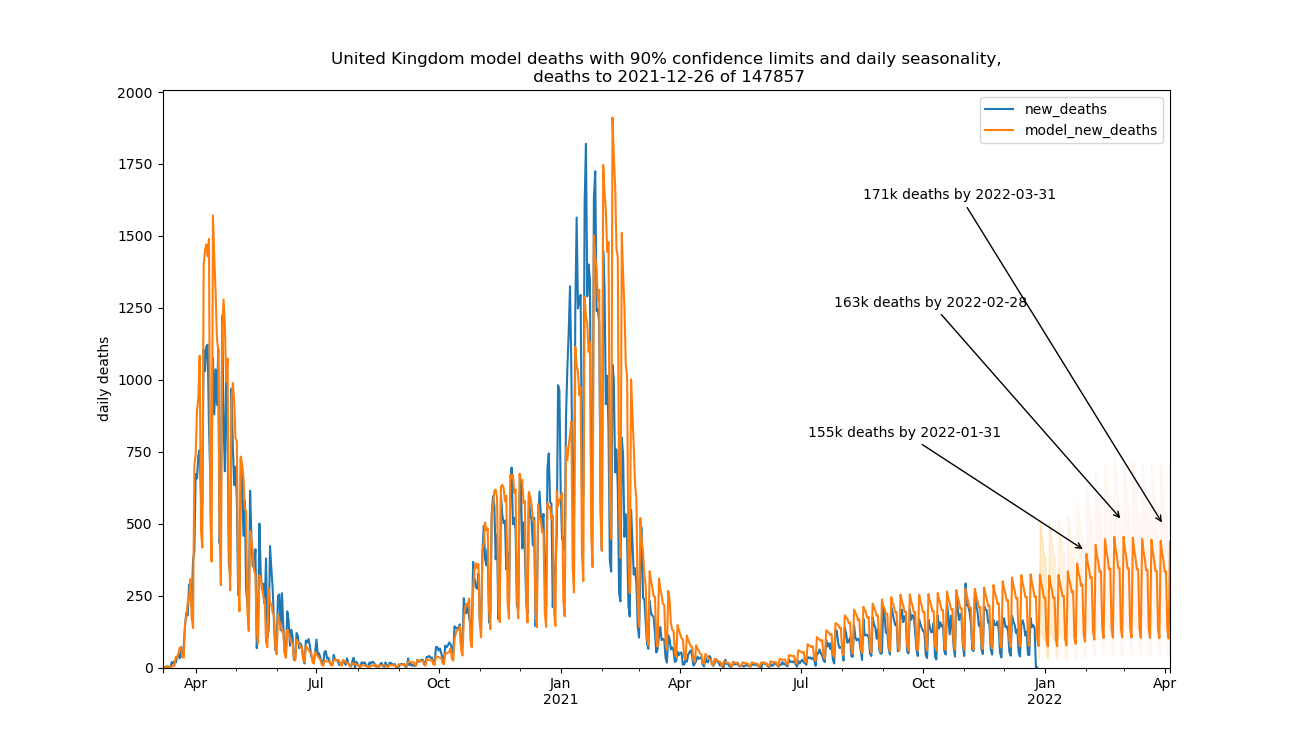 United Kingdom model deaths with 90% confidence limits and daily seasonality,
deaths to 2021-12-26 of 147857
2000
new_deaths
model_new_deaths
1750
171k deaths by 2022-03-31
1500
1250
163k deaths by 2022-02-28
daily deaths
1000
750
155k deaths by 2022-01-31
500
250
0
Apr Jul Oct Jan Apr Jul Oct Jan Apr
2021 2022